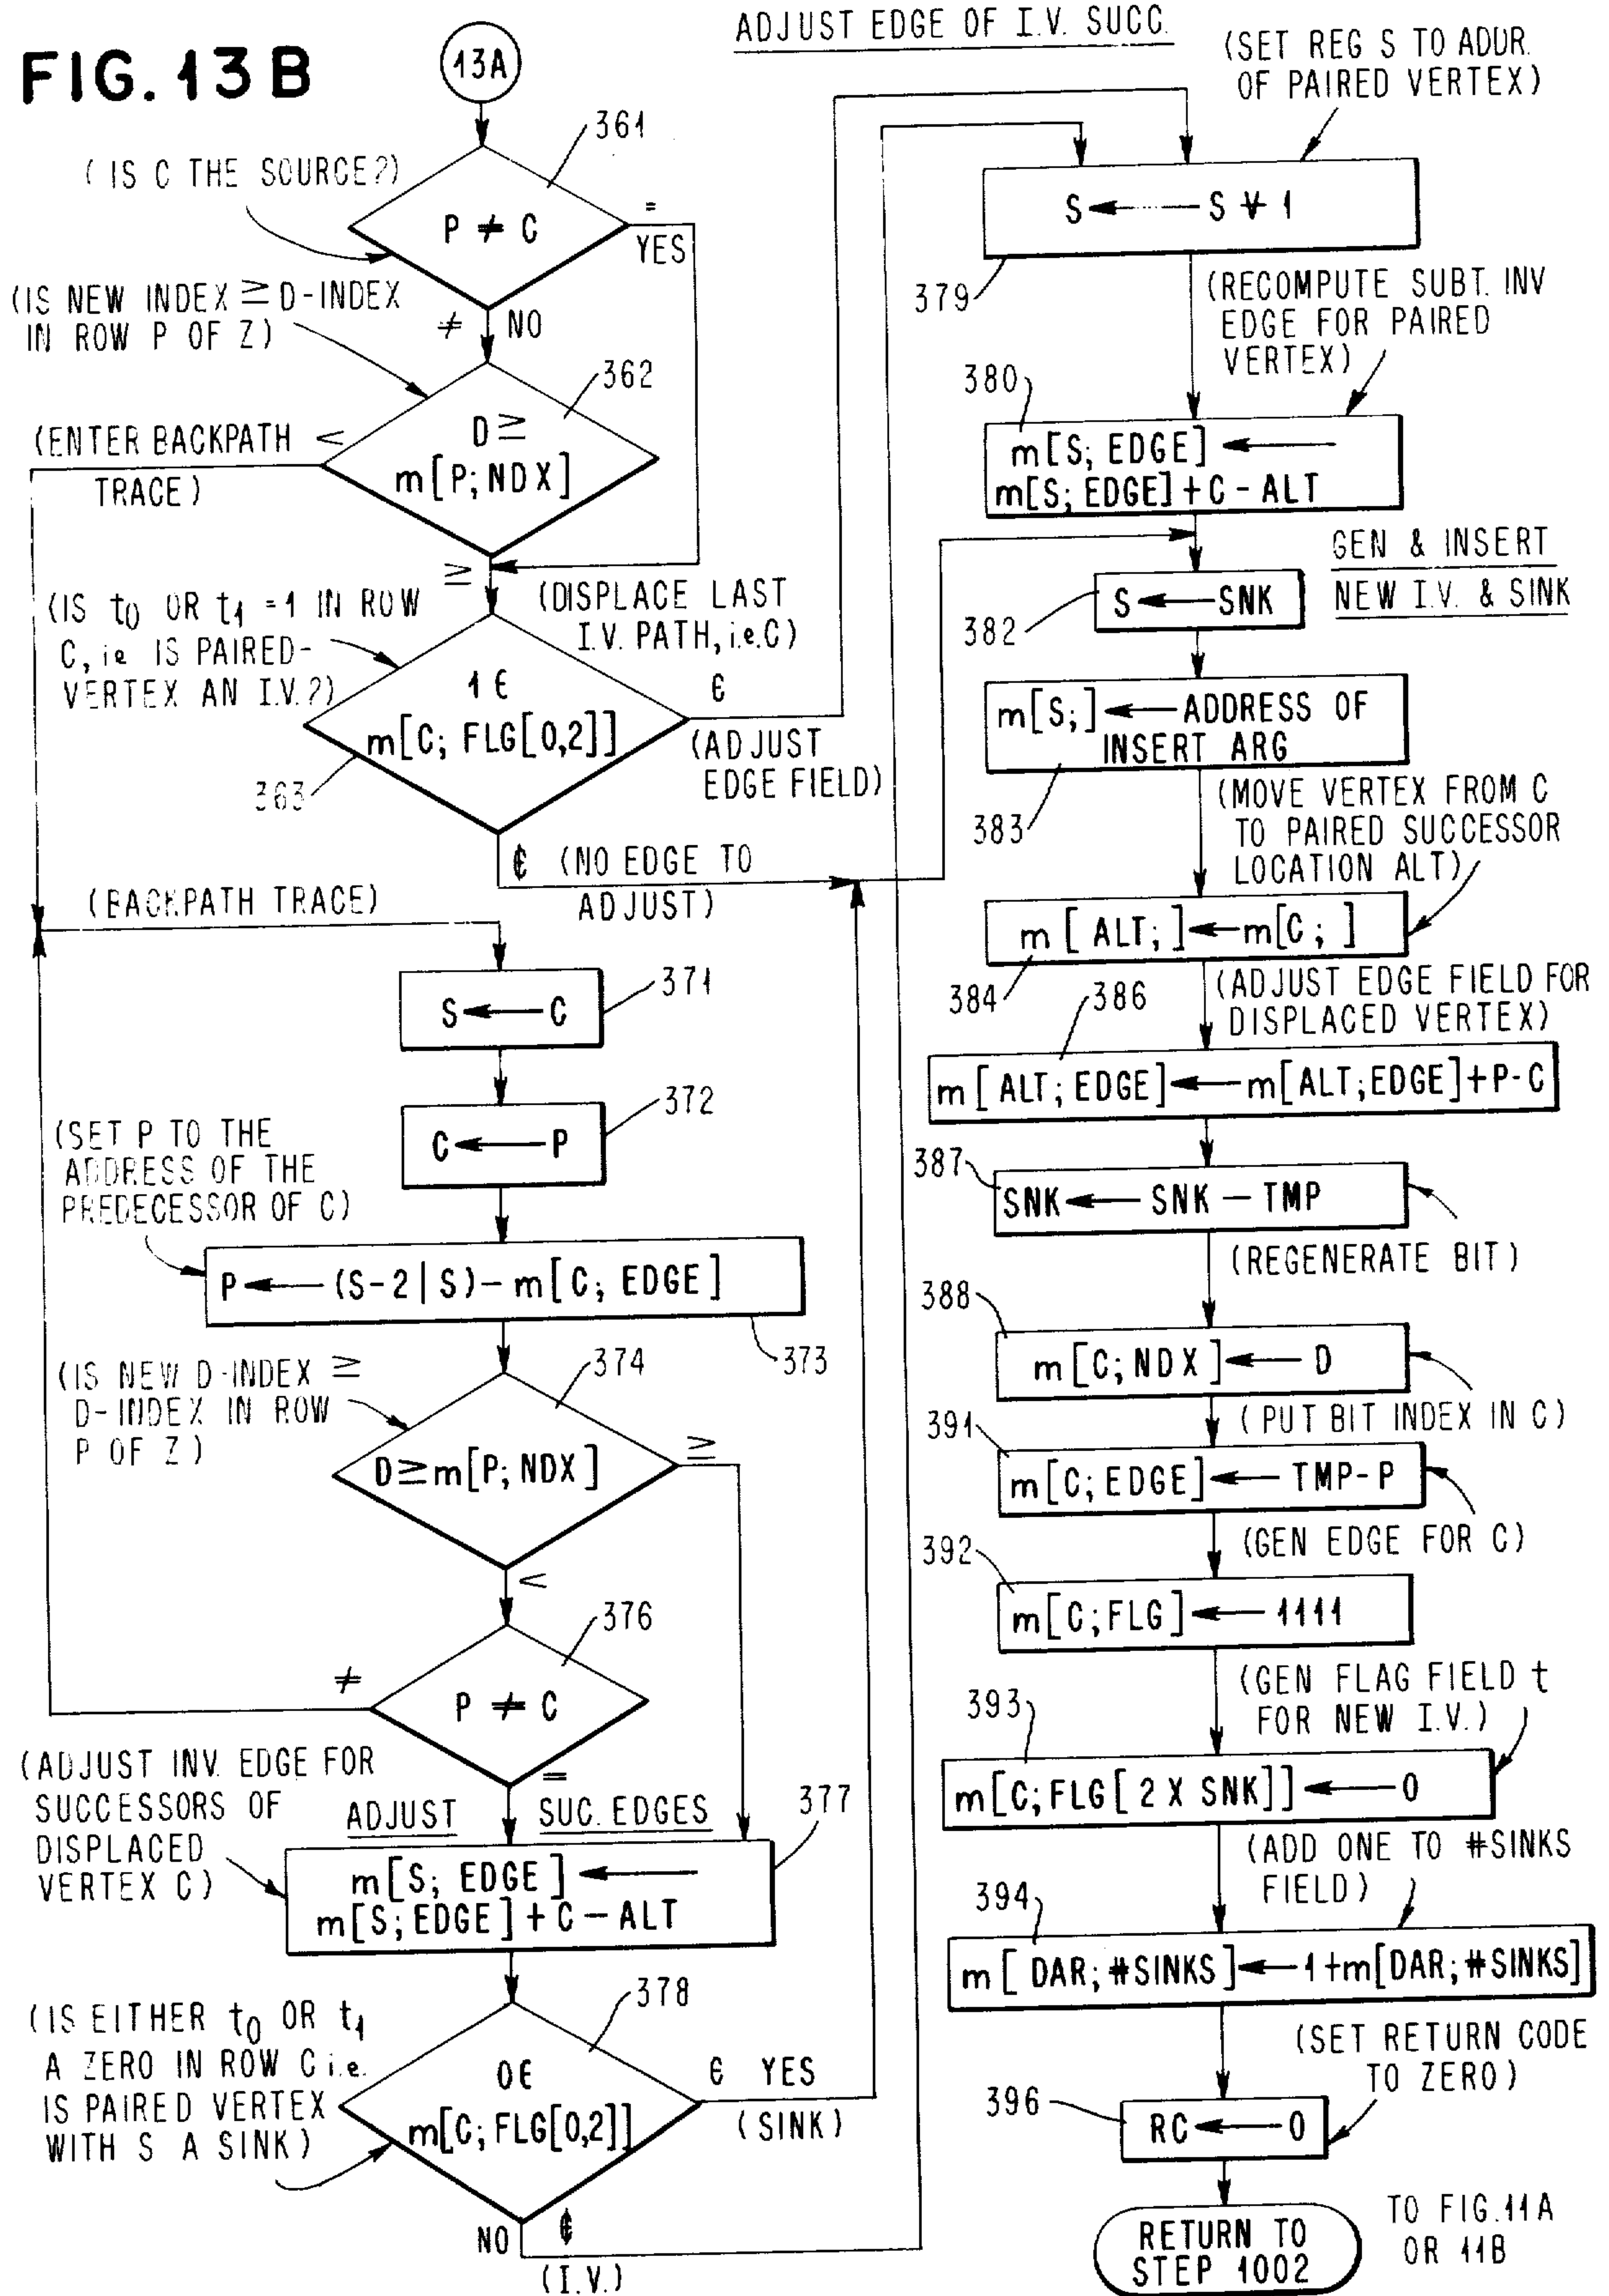 FIG. 13B
13A
ADJUST EDGE OF I.V. SUCC.
(SET REG S TO ADDR.
OF PAIRED VERTEX)
361
( IS C THE SOURCE?)
P ≠ C
=
YES
≠ NO
(IS NEW INDEX ≥ D-INDEX
IN ROW P OF Z)
362
D ≥
m[P; NDX]
(ENTER BACKPATH <
TRACE)
≥
(DISPLACE LAST
I.V. PATH, i.e.C)
(IS t0 OR t1 =1 IN ROW
C, ie IS PAIRED-
VERTEX AN I.V.?)
1 ϵ
m[C; FLG[0,2]]
363
ϵ
(ADJUST
EDGE FIELD)
∉ (NO EDGE TO
ADJUST)
(BACKPATH TRACE)
371
S ← C
372
C ← P
(SET P TO THE
ADDRESS OF THE
PREDECESSOR OF C)
P ← (S-2|S)-m[C; EDGE]
373
(IS NEW D-INDEX ≥
D-INDEX IN ROW
P OF Z)
374
D≥m[P; NDX]
≥
<
376
≠
P ≠ C
=
(ADJUST INV. EDGE FOR
SUCCESSORS OF
DISPLACED
VERTEX C)
ADJUST SUC. EDGES
377
m[S; EDGE] ←
m[S; EDGE]+C-ALT
(IS EITHER t0 OR t1
A ZERO IN ROW C i.e.
IS PAIRED VERTEX
WITH S A SINK)
378
0ϵ
m[C; FLG[0,2]]
ϵ YES
(SINK)
NO ∉
(I.V.)
S ← S ⩝ 1
379
(RECOMPUTE SUBT. INV
EDGE FOR PAIRED
VERTEX)
380
m[S; EDGE] ←
m[S; EDGE]+C-ALT
GEN & INSERT
NEW I.V. & SINK
S ← SNK
382
m[S;] ← ADDRESS OF
INSERT ARG
383
(MOVE VERTEX FROM C
TO PAIRED SUCCESSOR
LOCATION ALT)
m[ ALT; ] ← m[C; ]
384
(ADJUST EDGE FIELD FOR
DISPLACED VERTEX)
386
m[ ALT; EDGE] ← m[ALT;EDGE]+P-C
387
SNK ← SNK - TMP
(REGENERATE BIT)
388
m[C;NDX] ← D
(PUT BIT INDEX IN C)
391
m[C;EDGE] ← TMP-P
(GEN EDGE FOR C)
392
m[C;FLG] ← 1111
(GEN FLAG FIELD t
FOR NEW I.V.)
393
m[C;FLG[ 2 X SNK]] ← 0
(ADD ONE TO #SINKS
FIELD)
394
m[ DAR; #SINKS] ← 1+m[DAR; #SINKS]
(SET RETURN CODE
TO ZERO)
396
RC ← 0
RETURN TO
STEP 1002
TO FIG.11A
OR 11B